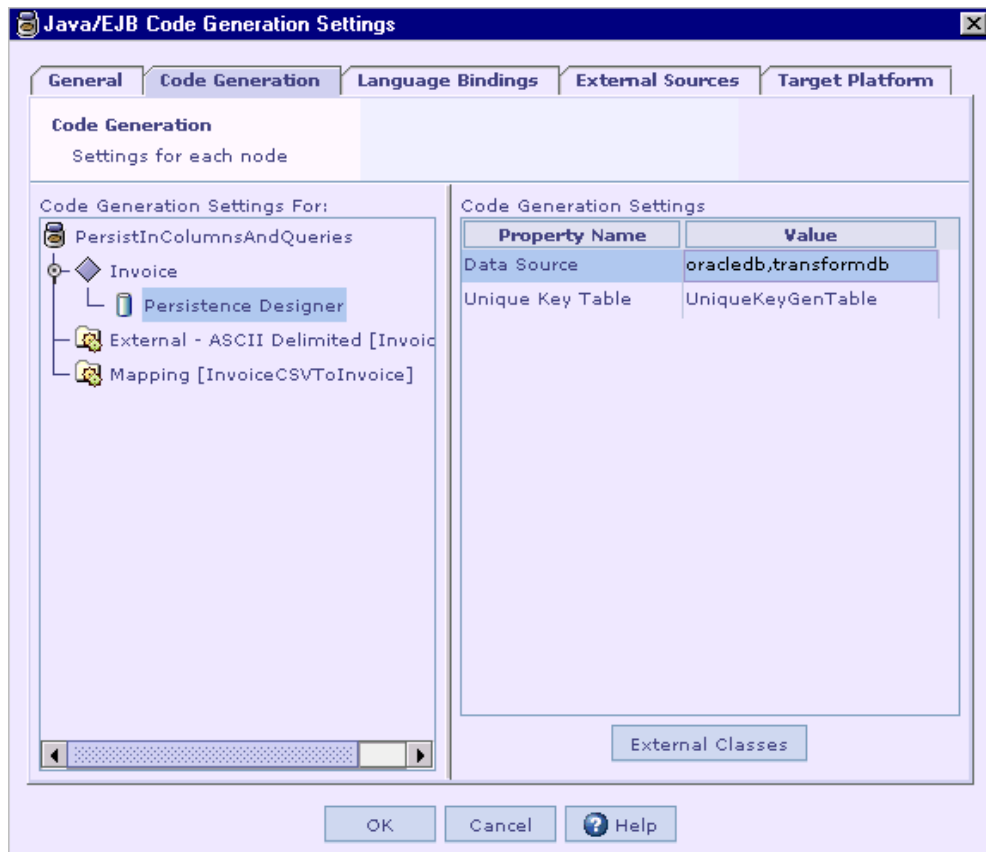 Java/EJB Code Generation Settings
General Code Generation Language Bindings External Sources Target Platform
Code Generation
Settings for each node
Code Generation Settings For:
PersistInColumnsAndQueries
Invoice
Persistence Designer
External - ASCII Delimited [Invoic
Mapping [InvoiceCSVToInvoice]
Code Generation Settings
Property Name Value
Data Source oracledb,transformdb
Unique Key Table UniqueKeyGenTable
External Classes
OK Cancel ? Help